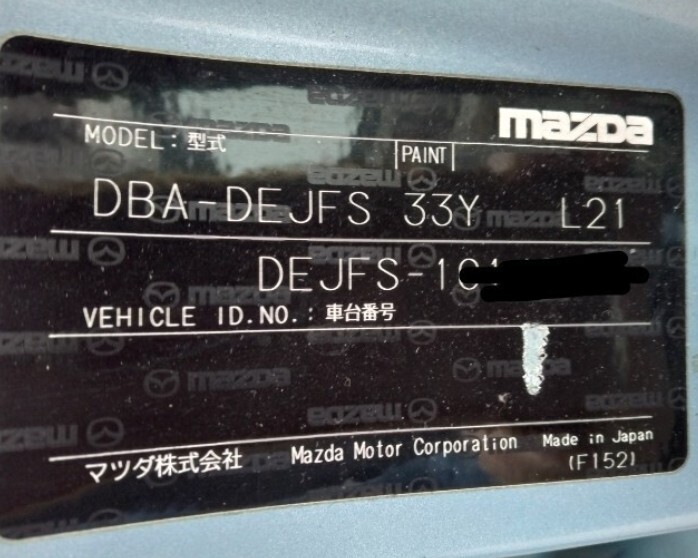 mazda
MODEL: 型式
PAINT
DBA-DEJFS 33Y L21
DEJFS-10
VEHICLE ID.NO.: 車台番号
マツダ株式会社 Mazda Motor Corporation Made in Japan
(F152)